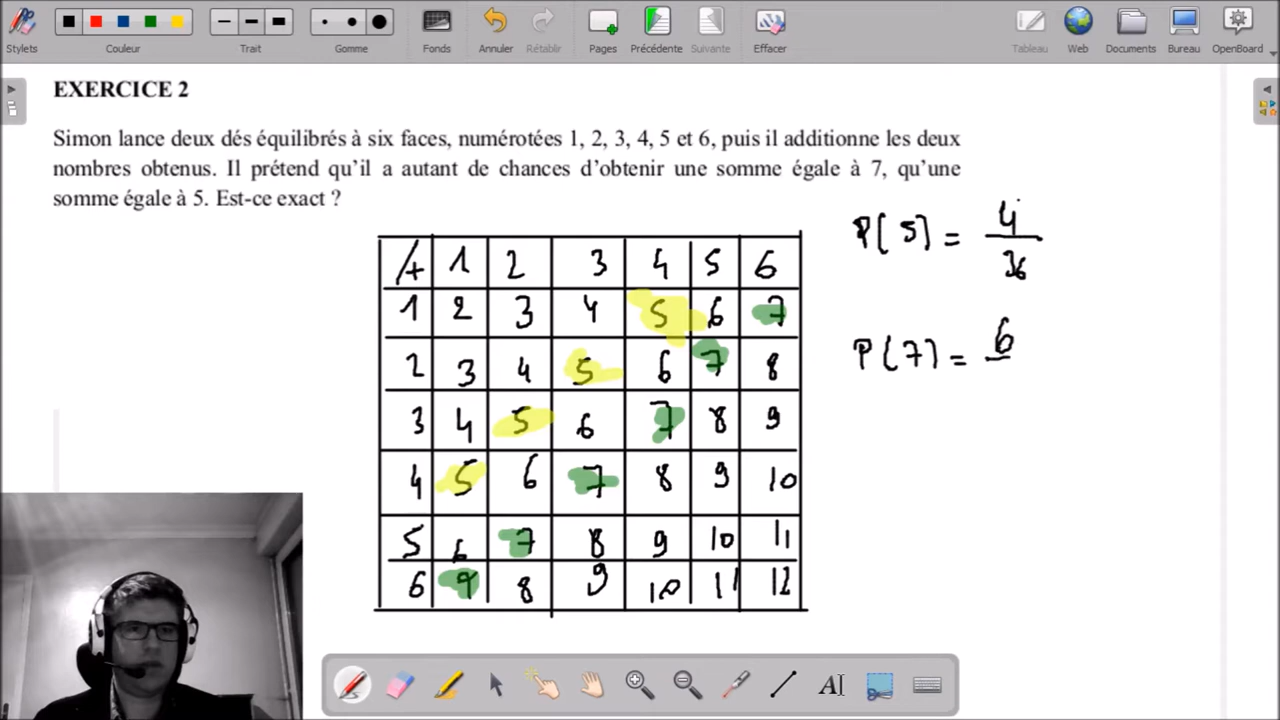 Stylets Couleur Trait Gomme Fonds Annuler Rétablir Pages Précédente Suivante Effacer Tableau Web Documents Bureau OpenBoard
EXERCICE 2
Simon lance deux dés équilibrés à six faces, numérotées 1, 2, 3, 4, 5 et 6, puis il additionne les deux
nombres obtenus. Il prétend qu'il a autant de chances d'obtenir une somme égale à 7, qu'une
somme égale à 5. Est-ce exact ?
/+ 1 2 3 4 5 6
1 2 3 4 5 6 7
2 3 4 5 6 7 8
3 4 5 6 7 8 9
4 5 6 7 8 9 10
5 6 7 8 9 10 11
6 7 8 9 10 11 12
P(5) = 4
36
P(7) = 6
AI